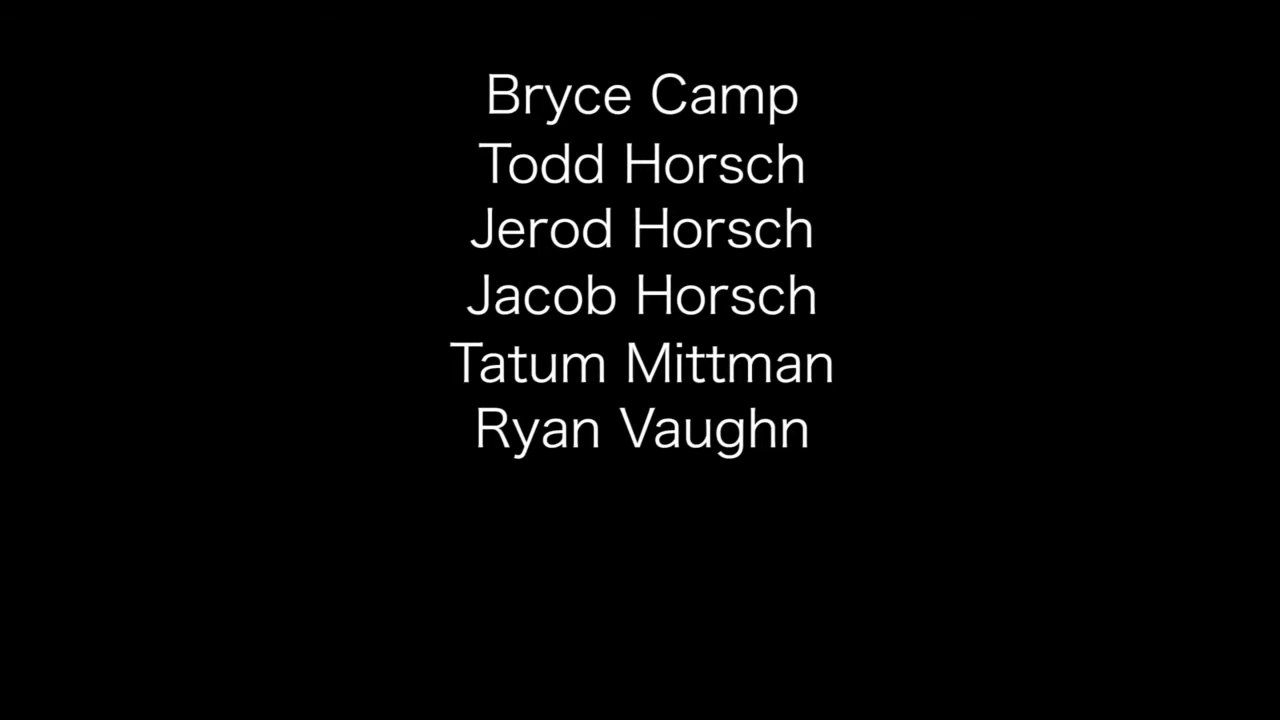 Bryce Camp
Todd Horsch
Jerod Horsch
Jacob Horsch
Tatum Mittman
Ryan Vaughn